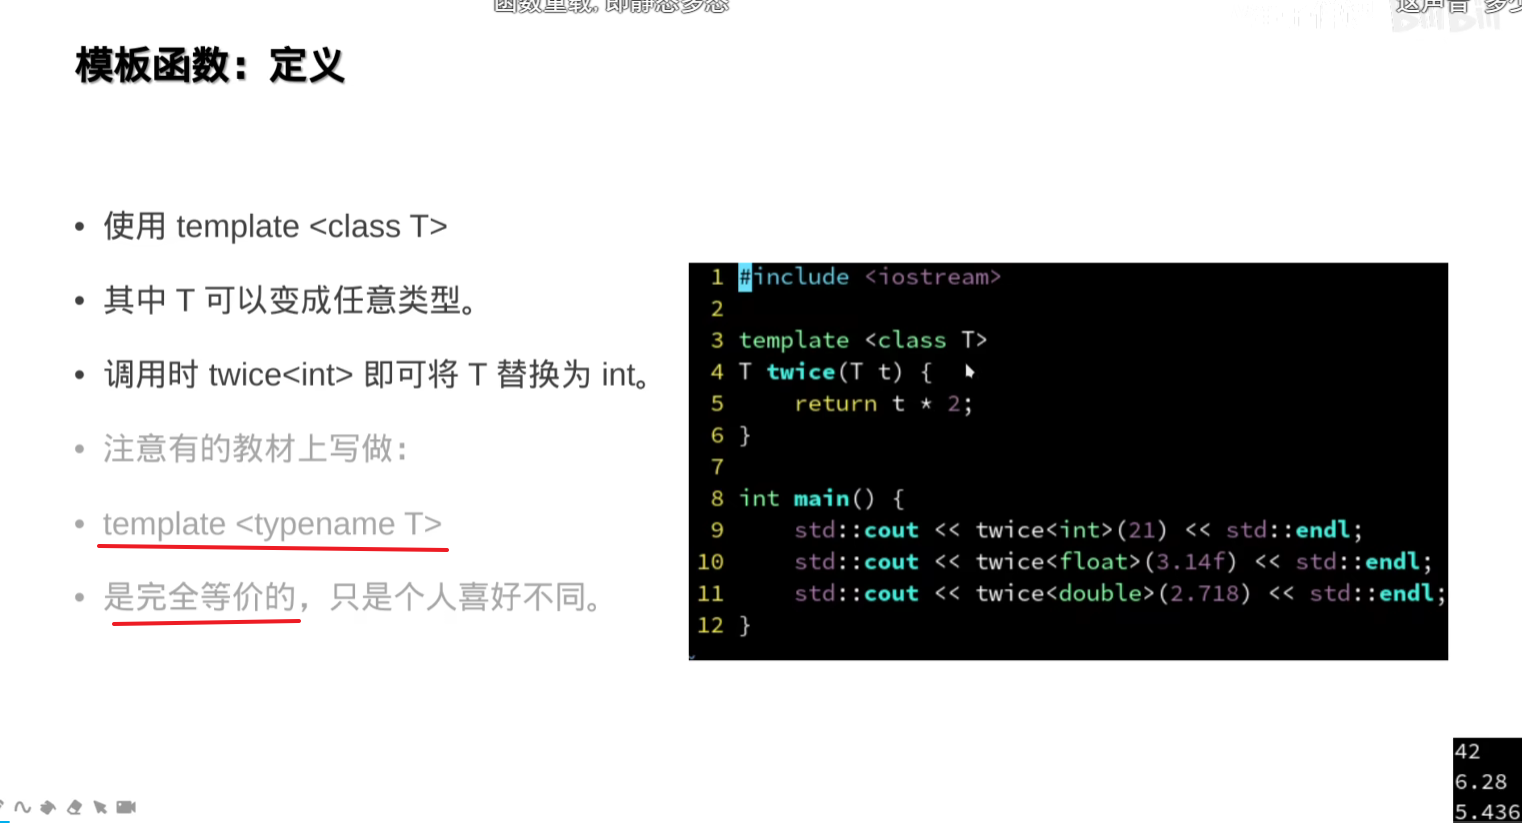 函数重载，即静态多态
这声音
模板函数：定义
• 使用 template <class T>
• 其中 T 可以变成任意类型。
• 调用时 twice<int> 即可将 T 替换为 int。
• 注意有的教材上写做：
• template <typename T>
• 是完全等价的，只是个人喜好不同。
1 #include <iostream>
2
3 template <class T>
4 T twice(T t) {
5     return t * 2;
6 }
7
8 int main() {
9     std::cout << twice<int>(21) << std::endl;
10     std::cout << twice<float>(3.14f) << std::endl;
11     std::cout << twice<double>(2.718) << std::endl;
12 }
42
6.28
5.436